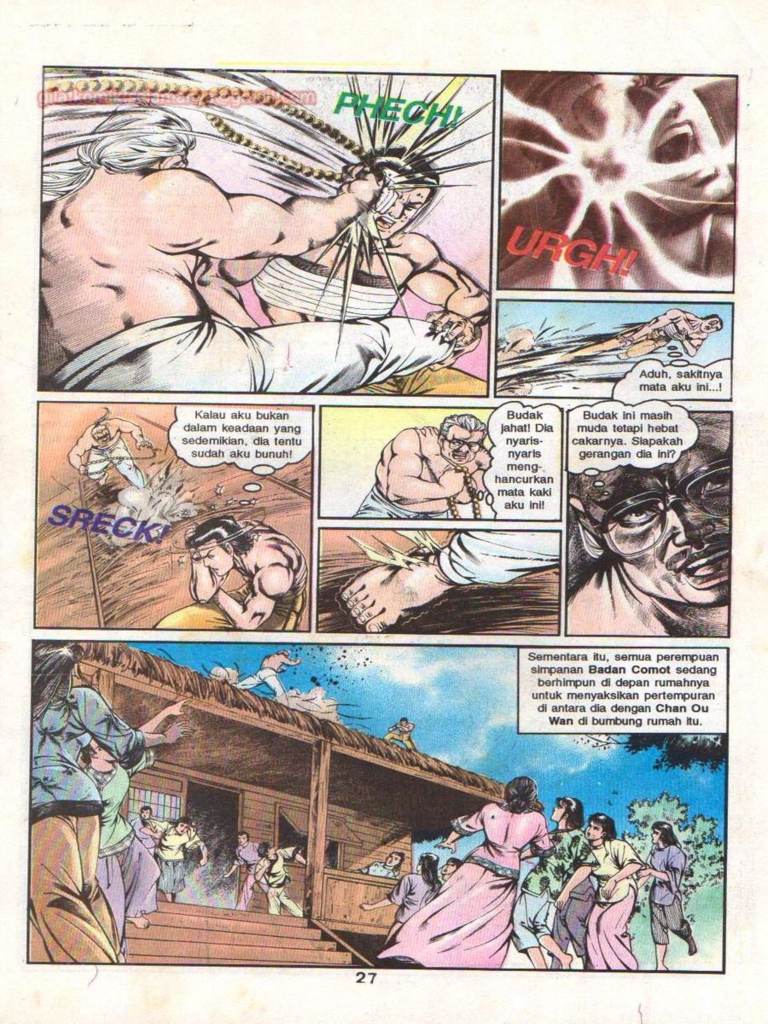 PHECH!
URGH!
Aduh, sakitnya
mata aku ini...!
Kalau aku bukan
dalam keadaan yang
sedemikian, dia tentu
sudah aku bunuh!
SRECK!
Budak
jahat! Dia
nyaris-
nyaris
meng-
hancurkan
mata kaki
aku ini!
Budak ini masih
muda tetapi hebat
cakarnya. Siapakah
gerangan dia ini?
Sementara itu, semua perempuan
simpanan Badan Comot sedang
berhimpun di depan rumahnya
untuk menyaksikan pertempuran
di antara dia dengan Chan Ou
Wan di bumbung rumah itu.
27